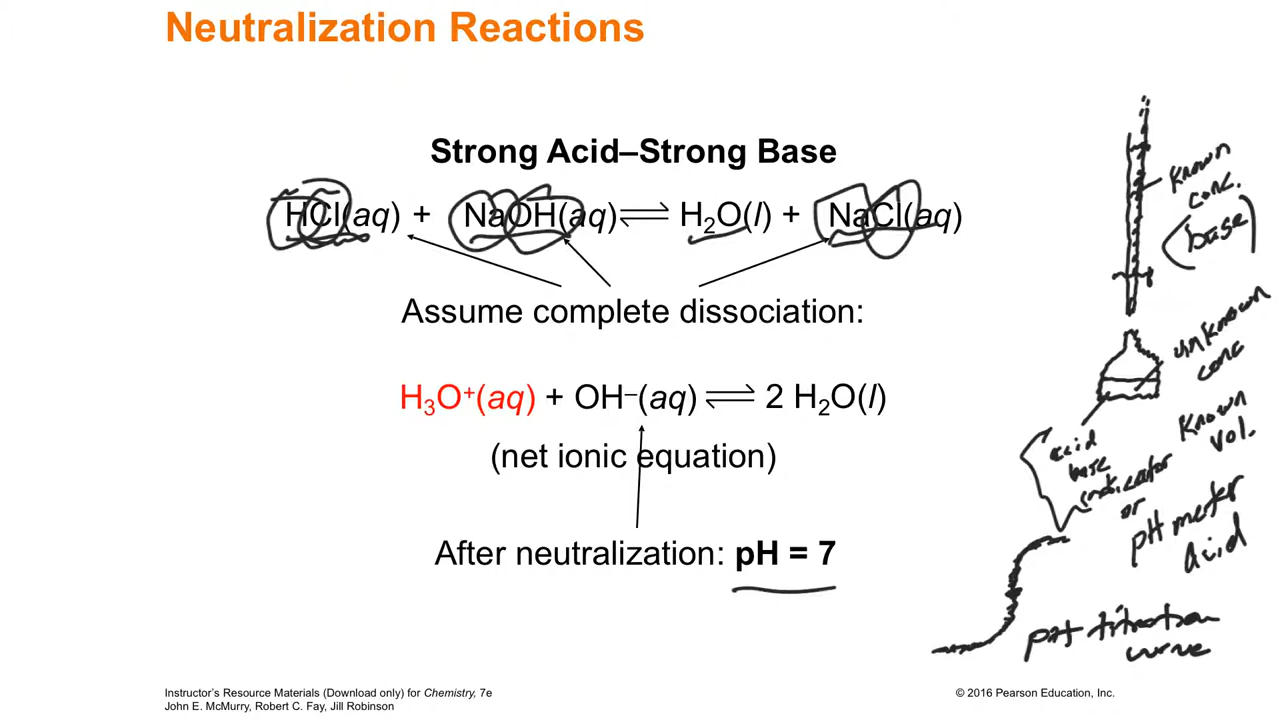 Neutralization Reactions
Strong Acid–Strong Base
HCl(aq) + NaOH(aq) ⇌ H₂O(l) + NaCl(aq)
Assume complete dissociation:
H₃O⁺(aq) + OH⁻(aq) ⇌ 2 H₂O(l)
(net ionic equation)
After neutralization: pH = 7
known
conc.
(base)
unknown
conc
known
vol.
acid
base
indicator
or
pH meter
acid
pH titration
curve
Instructor's Resource Materials (Download only) for Chemistry, 7e
John E. McMurry, Robert C. Fay, Jill Robinson
© 2016 Pearson Education, Inc.